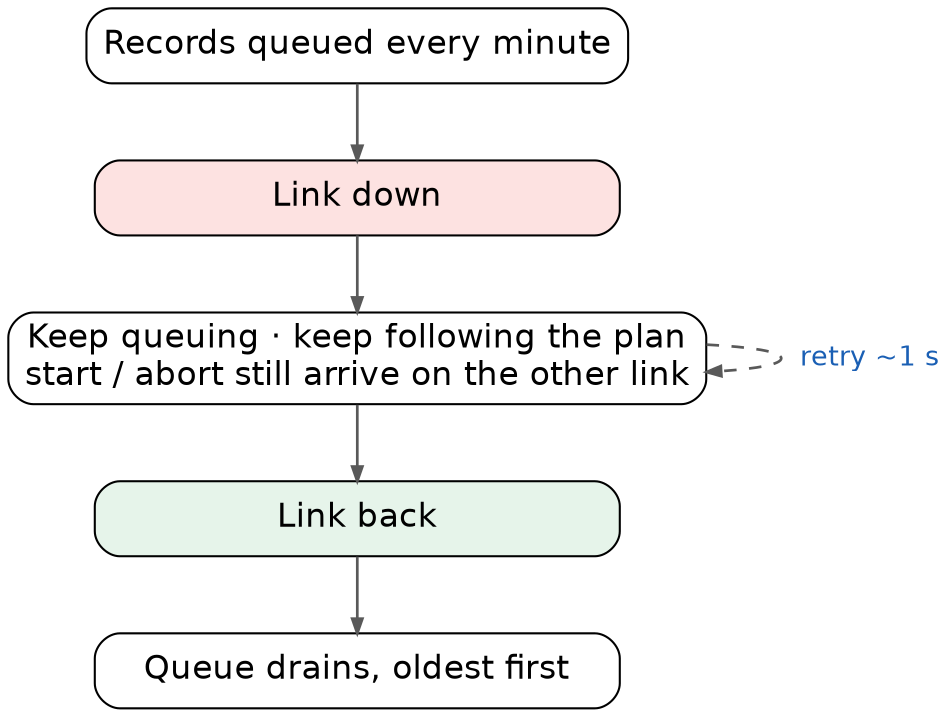 Records queued every minute
Link down
Keep queuing · keep following the plan
start / abort still arrive on the other link
retry ~1 s
Link back
Queue drains, oldest first